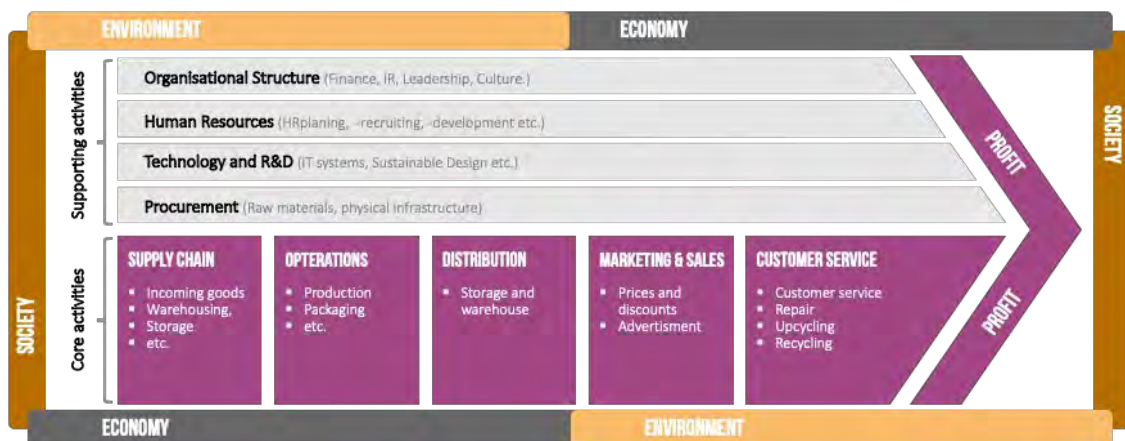 ENVIRONMENT
ECONOMY
SOCIETY
Supporting activities
Organisational Structure (Finance, IR, Leadership, Culture.)
Human Resources (HRplaning, -recruiting, -development etc.)
Technology and R&D (IT systems, Sustainable Design etc.)
Procurement (Raw materials, physical infrastructure)
PROFIT
SOCIETY
Core activities
SUPPLY CHAIN
▪ Incoming goods
▪ Warehousing,
▪ Storage
▪ etc.
OPTERATIONS
▪ Production
▪ Packaging
▪ etc.
DISTRIBUTION
▪ Storage and
warehouse
MARKETING & SALES
▪ Prices and
discounts
▪ Advertisment
CUSTOMER SERVICE
▪ Customer service
▪ Repair
▪ Upcycling
▪ Recycling
PROFIT
ECONOMY
ENVIRONMENT